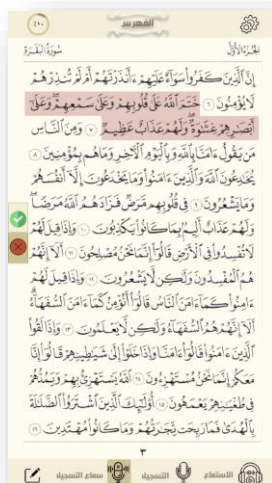 ٪١٠
الفهرس
الجزء الأول
سورة البقرة
إِنَّ ٱلَّذِينَ كَفَرُواْ سَوَآءٌ عَلَيۡهِمۡ ءَأَنذَرۡتَهُمۡ أَمۡ لَمۡ تُنذِرۡهُمۡ
لَا يُؤۡمِنُونَ ٦ خَتَمَ ٱللَّهُ عَلَىٰ قُلُوبِهِمۡ وَعَلَىٰ سَمۡعِهِمۡۖ وَعَلَىٰٓ
أَبۡصَٰرِهِمۡ غِشَٰوَةٞۖ وَلَهُمۡ عَذَابٌ عَظِيمٞ ٧ وَمِنَ ٱلنَّاسِ
مَن يَقُولُ ءَامَنَّا بِٱللَّهِ وَبِٱلۡيَوۡمِ ٱلۡأٓخِرِ وَمَا هُم بِمُؤۡمِنِينَ ٨
يُخَٰدِعُونَ ٱللَّهَ وَٱلَّذِينَ ءَامَنُواْ وَمَا يَخۡدَعُونَ إِلَّآ أَنفُسَهُمۡ
وَمَا يَشۡعُرُونَ ٩ فِي قُلُوبِهِم مَّرَضٞ فَزَادَهُمُ ٱللَّهُ مَرَضٗاۖ
وَلَهُمۡ عَذَابٌ أَلِيمُۢ بِمَا كَانُواْ يَكۡذِبُونَ ١٠ وَإِذَا قِيلَ لَهُمۡ
لَا تُفۡسِدُواْ فِي ٱلۡأَرۡضِ قَالُوٓاْ إِنَّمَا نَحۡنُ مُصۡلِحُونَ ١١ أَلَآ إِنَّهُمۡ
هُمُ ٱلۡمُفۡسِدُونَ وَلَٰكِن لَّا يَشۡعُرُونَ ١٢ وَإِذَا قِيلَ لَهُمۡ
ءَامِنُواْ كَمَآ ءَامَنَ ٱلنَّاسُ قَالُوٓاْ أَنُؤۡمِنُ كَمَآ ءَامَنَ ٱلسُّفَهَآءُۗ
أَلَآ إِنَّهُمۡ هُمُ ٱلسُّفَهَآءُ وَلَٰكِن لَّا يَعۡلَمُونَ ١٣ وَإِذَا لَقُواْ
ٱلَّذِينَ ءَامَنُواْ قَالُوٓاْ ءَامَنَّا وَإِذَا خَلَوۡاْ إِلَىٰ شَيَٰطِينِهِمۡ قَالُوٓاْ إِنَّا
مَعَكُمۡ إِنَّمَا نَحۡنُ مُسۡتَهۡزِءُونَ ١٤ ٱللَّهُ يَسۡتَهۡزِئُ بِهِمۡ وَيَمُدُّهُمۡ
فِي طُغۡيَٰنِهِمۡ يَعۡمَهُونَ ١٥ أُوْلَٰٓئِكَ ٱلَّذِينَ ٱشۡتَرَوُاْ ٱلضَّلَٰلَةَ
بِٱلۡهُدَىٰ فَمَا رَبِحَت تِّجَٰرَتُهُمۡ وَمَا كَانُواْ مُهۡتَدِينَ ١٦
٣
الاستماع التسجيل سماع التسجيل